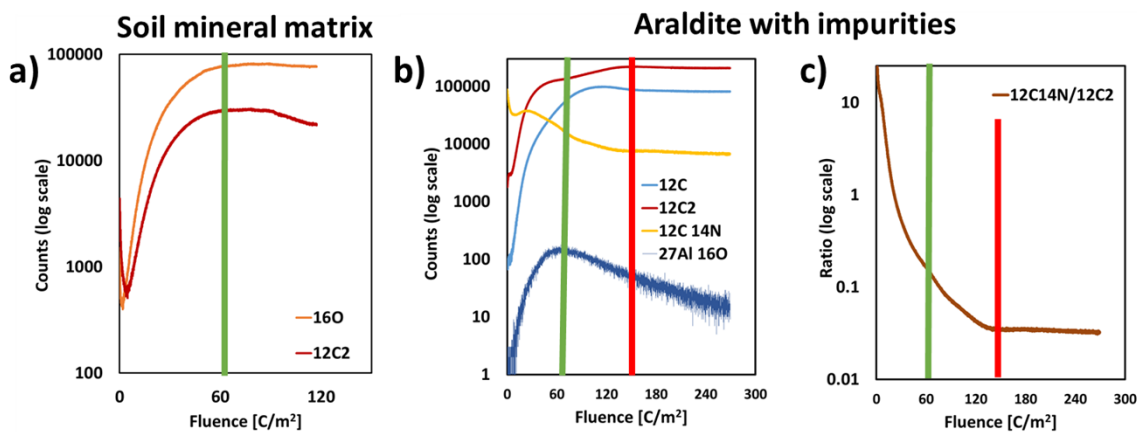 Soil mineral matrix
Araldite with impurities
a)
100000
10000
1000
100
Counts (log scale)
0
120
Fluence [C/m²]
16O
12C2
b)
100000
10000
1000
100
10
1
Counts (log scale)
0
60
120
180
240
300
Fluence [C/m²]
12C
12C2
12C 14N
27Al 16O
c)
10
1
0.1
0.01
Ratio (log scale)
0
60
120
180
240
300
Fluence [C/m²]
12C14N/12C2